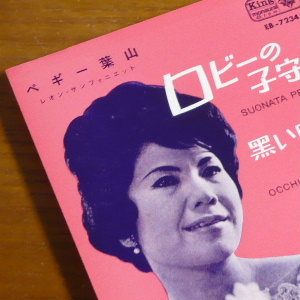 King
EB-7234
ペギー葉山
レオン・サンフォニエット
ロビーの
子守
SUONATA PE
黒い
OCCHI